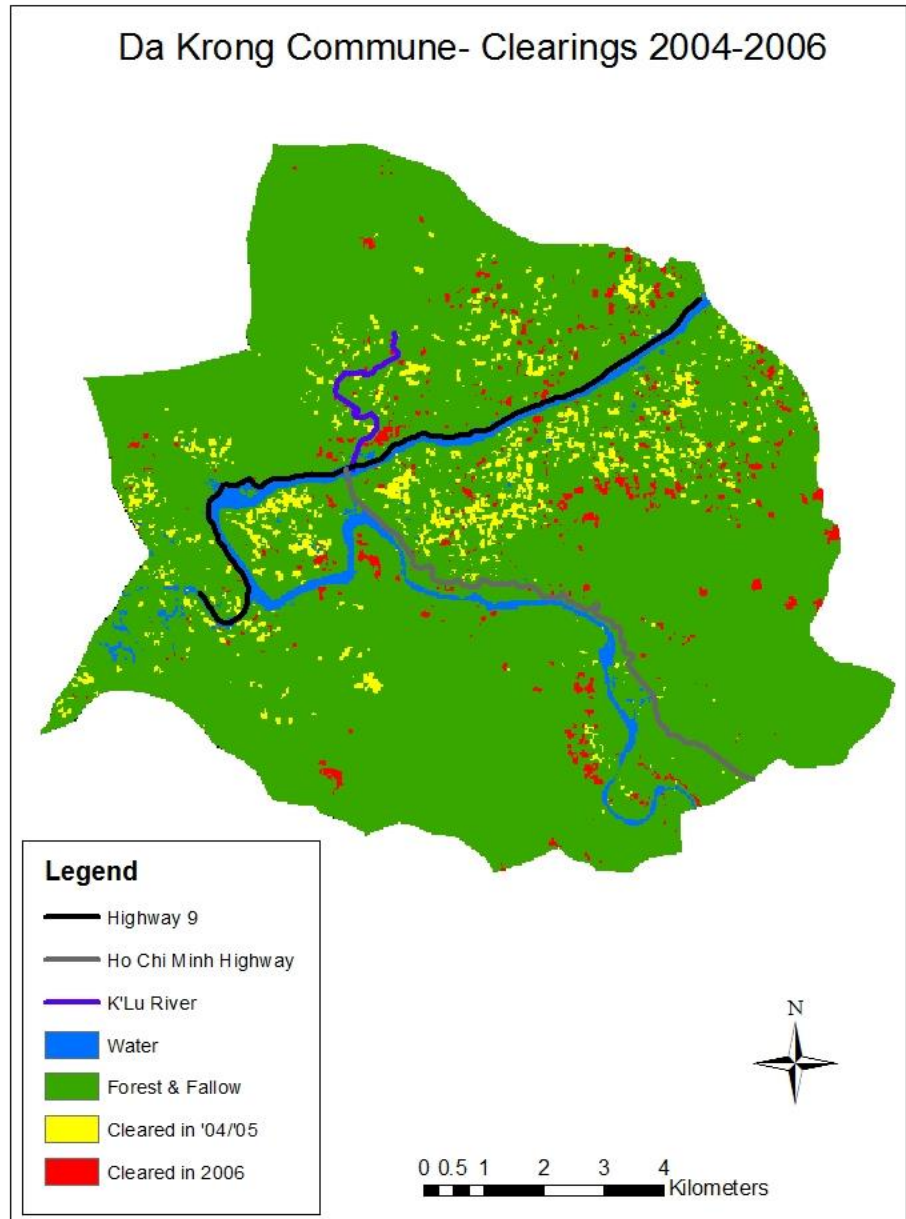 Da Krong Commune- Clearings 2004-2006
Legend
Highway 9
Ho Chi Minh Highway
K'Lu River
Water
Forest & Fallow
Cleared in '04/'05
Cleared in 2006
N
0 0.5 1 2 3 4
Kilometers